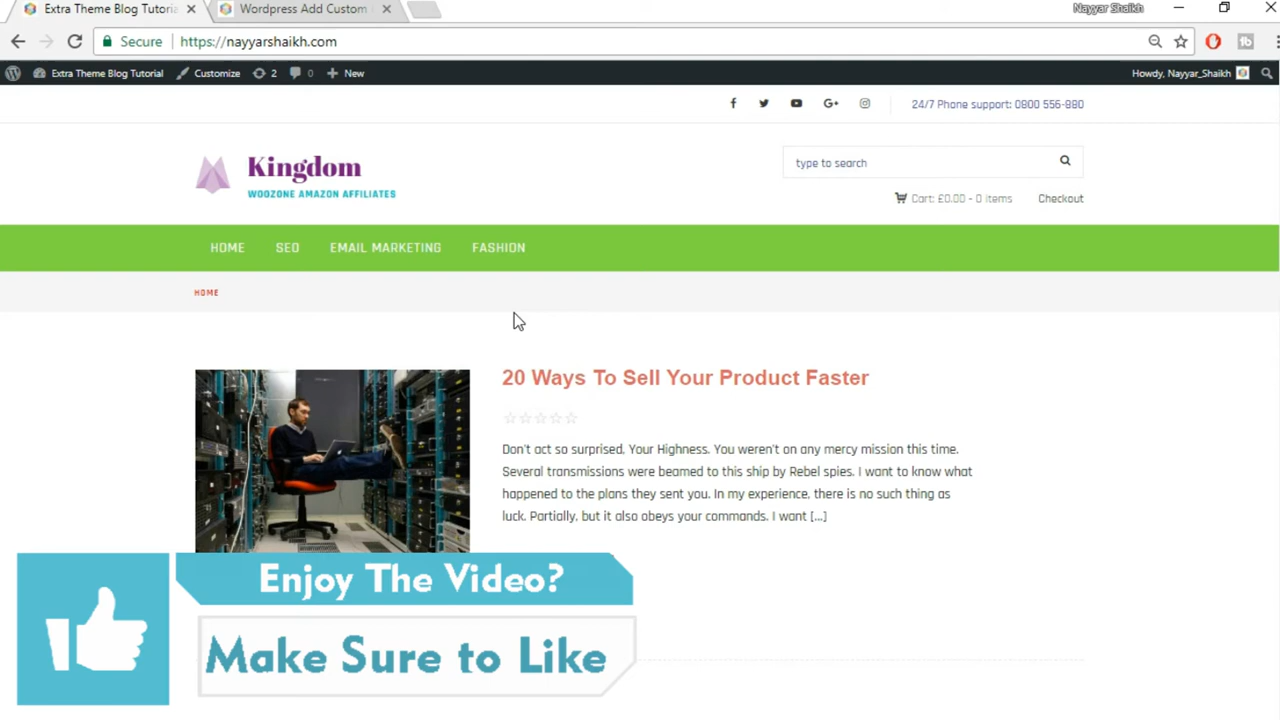 Extra Theme Blog Tutoria
Wordpress Add Custom
Nayyar Shaikh
Secure
https://nayyarshaikh.com
Extra Theme Blog Tutorial
Customize
2
0
New
Howdy, Nayyar_Shaikh
24/7 Phone support: 0800 556-880
Kingdom
WOOZONE AMAZON AFFILIATES
type to search
Cart: £0.00 - 0 items
Checkout
HOME
SEO
EMAIL MARKETING
FASHION
HOME
20 Ways To Sell Your Product Faster
Don't act so surprised, Your Highness. You weren't on any mercy mission this time.
Several transmissions were beamed to this ship by Rebel spies. I want to know what
happened to the plans they sent you. In my experience, there is no such thing as
luck. Partially, but it also obeys your commands. I want [...]
Enjoy The Video?
Make Sure to Like